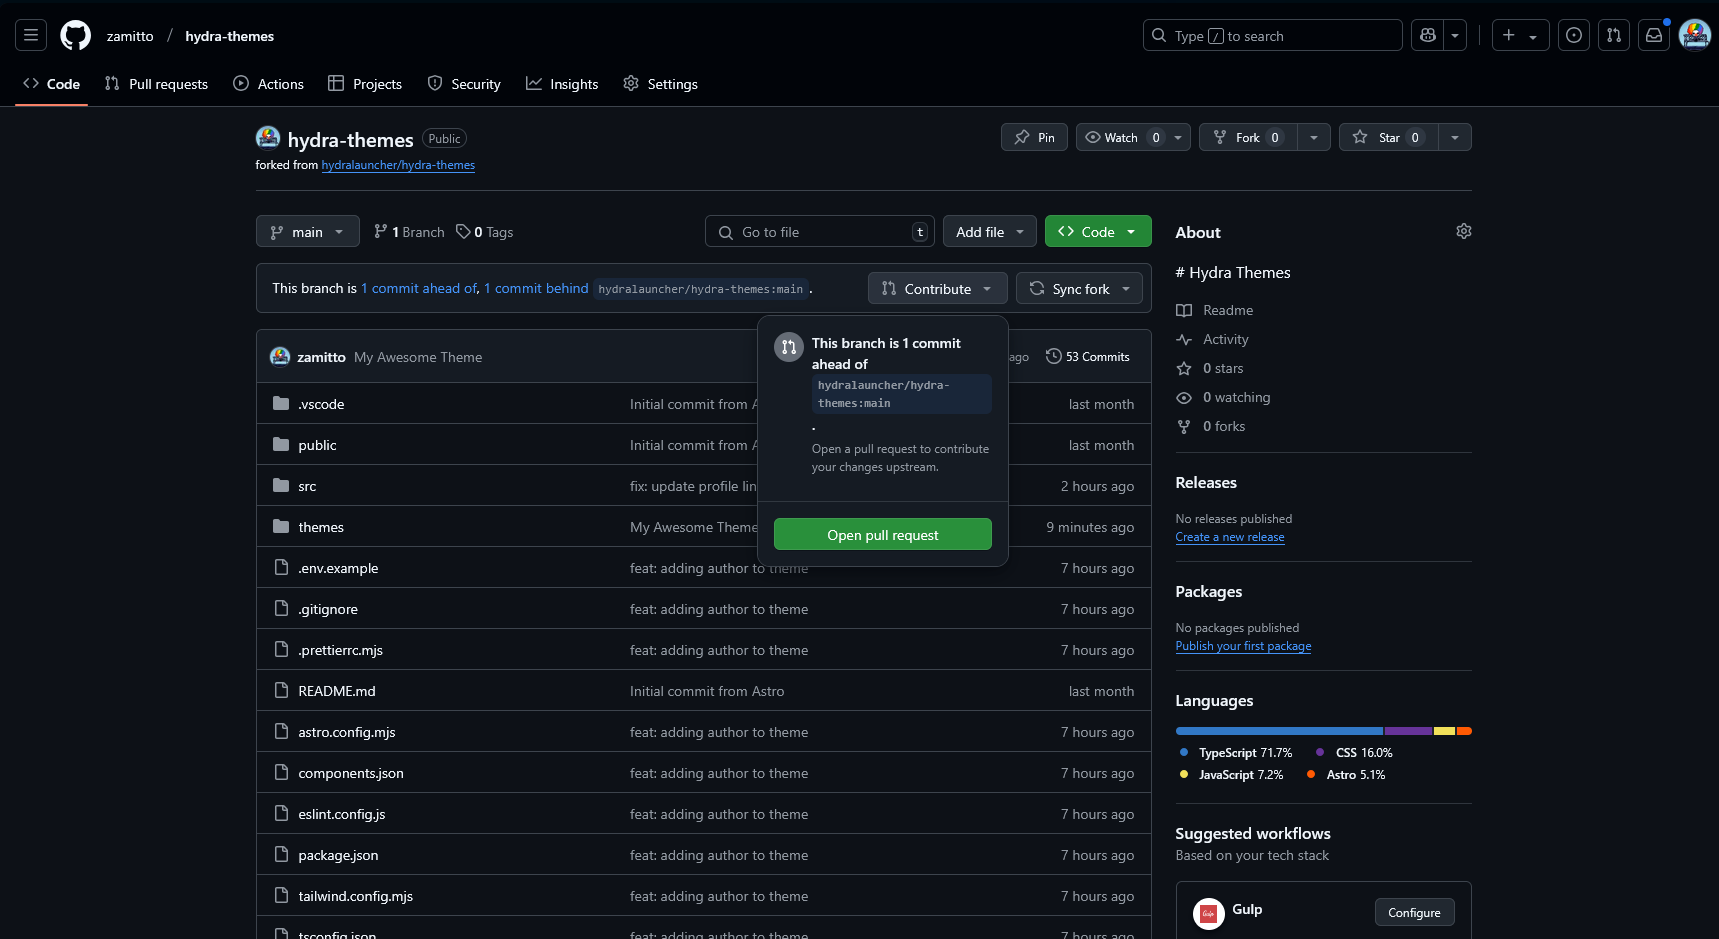 zamitto / hydra-themes
Type / to search
Code
Pull requests
Actions
Projects
Security
Insights
Settings
hydra-themes Public
forked from hydralauncher/hydra-themes
Pin
Watch 0
Fork 0
Star 0
main
1 Branch
0 Tags
Go to file
t
Add file
Code
This branch is 1 commit ahead of, 1 commit behind hydralauncher/hydra-themes:main .
Contribute
Sync fork
This branch is 1 commit
ahead of
hydralauncher/hydra-
themes:main
.
Open a pull request to contribute
your changes upstream.
Open pull request
zamitto My Awesome Theme
ago
53 Commits
.vscode Initial commit from A last month
public Initial commit from A last month
src fix: update profile lin 2 hours ago
themes My Awesome Theme 9 minutes ago
.env.example feat: adding author to theme 7 hours ago
.gitignore feat: adding author to theme 7 hours ago
.prettierrc.mjs feat: adding author to theme 7 hours ago
README.md Initial commit from Astro last month
astro.config.mjs feat: adding author to theme 7 hours ago
components.json feat: adding author to theme 7 hours ago
eslint.config.js feat: adding author to theme 7 hours ago
package.json feat: adding author to theme 7 hours ago
tailwind.config.mjs feat: adding author to theme 7 hours ago
tsconfig.json feat: adding author to theme 7 hours ago
About
# Hydra Themes
Readme
Activity
0 stars
0 watching
0 forks
Releases
No releases published
Create a new release
Packages
No packages published
Publish your first package
Languages
TypeScript 71.7%
CSS 16.0%
JavaScript 7.2%
Astro 5.1%
Suggested workflows
Based on your tech stack
Gulp
Configure